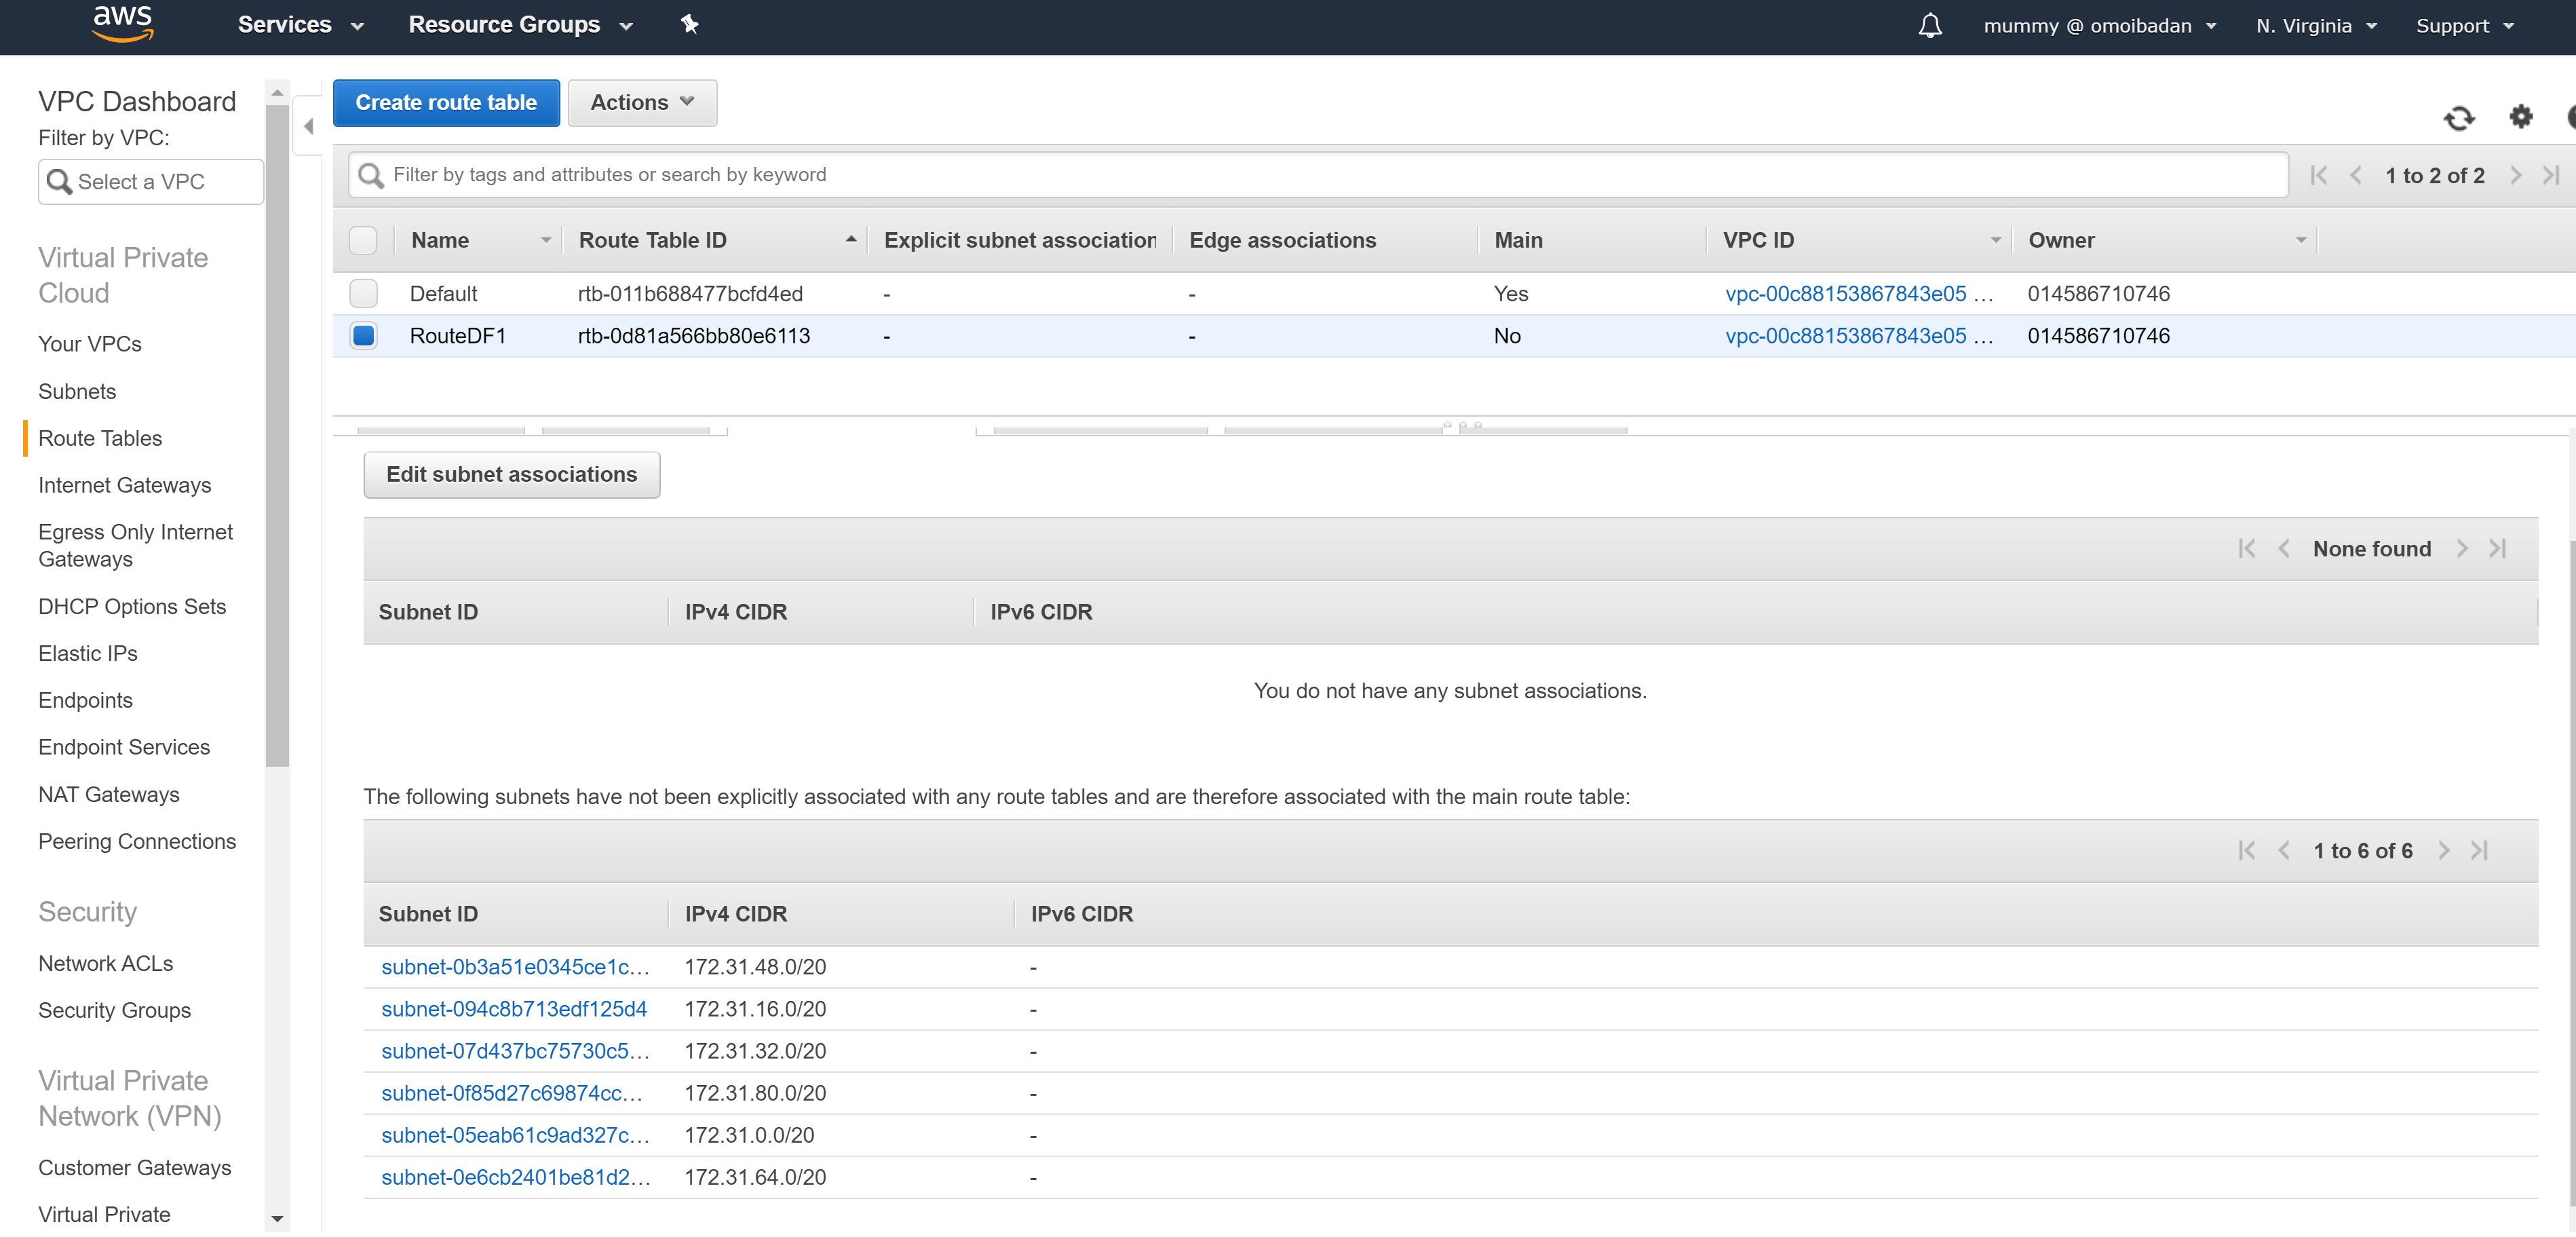 aws
Services
Resource Groups
mummy @ omoibadan
N. Virginia
Support
VPC Dashboard
Filter by VPC:
Select a VPC
Virtual Private
Cloud
Your VPCs
Subnets
Route Tables
Internet Gateways
Egress Only Internet
Gateways
DHCP Options Sets
Elastic IPs
Endpoints
Endpoint Services
NAT Gateways
Peering Connections
Security
Network ACLs
Security Groups
Virtual Private
Network (VPN)
Customer Gateways
Virtual Private
Create route table
Actions
Filter by tags and attributes or search by keyword
1 to 2 of 2
Name Route Table ID Explicit subnet association Edge associations Main VPC ID Owner
Default rtb-011b688477bcfd4ed - - Yes vpc-00c88153867843e05 ... 014586710746
RouteDF1 rtb-0d81a566bb80e6113 - - No vpc-00c88153867843e05 ... 014586710746
Edit subnet associations
None found
Subnet ID IPv4 CIDR IPv6 CIDR
You do not have any subnet associations.
The following subnets have not been explicitly associated with any route tables and are therefore associated with the main route table:
1 to 6 of 6
Subnet ID IPv4 CIDR IPv6 CIDR
subnet-0b3a51e0345ce1c... 172.31.48.0/20 -
subnet-094c8b713edf125d4 172.31.16.0/20 -
subnet-07d437bc75730c5... 172.31.32.0/20 -
subnet-0f85d27c69874cc... 172.31.80.0/20 -
subnet-05eab61c9ad327c... 172.31.0.0/20 -
subnet-0e6cb2401be81d2... 172.31.64.0/20 -